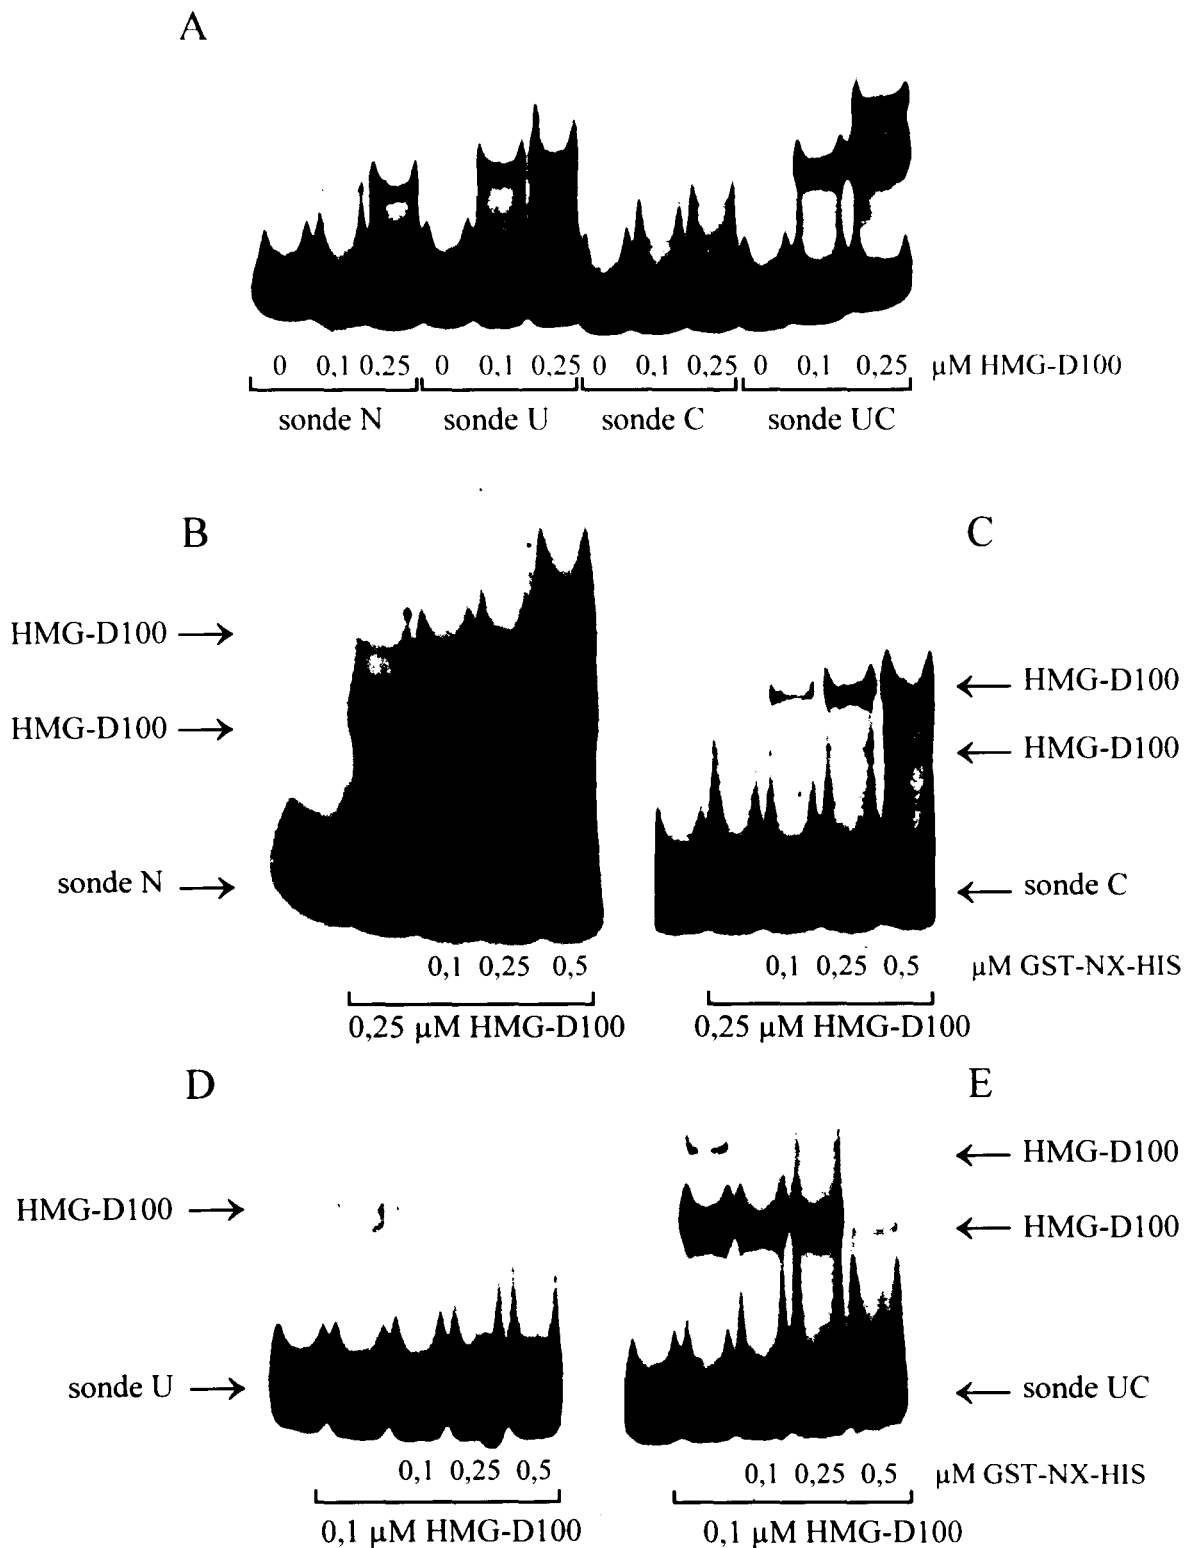 A
0 0,1 0,25 0 0,1 0,25 0 0,1 0,25 0 0,1 0,25 µM HMG-D100
sonde N sonde U sonde C sonde UC
B C
HMG-D100 → ← HMG-D100
HMG-D100 → ← HMG-D100
sonde N → ← sonde C
0,1 0,25 0,5 0,1 0,25 0,5 µM GST-NX-HIS
0,25 µM HMG-D100 0,25 µM HMG-D100
D E
← HMG-D100
HMG-D100 → ← HMG-D100
sonde U → ← sonde UC
0,1 0,25 0,5 0,1 0,25 0,5 µM GST-NX-HIS
0,1 µM HMG-D100 0,1 µM HMG-D100